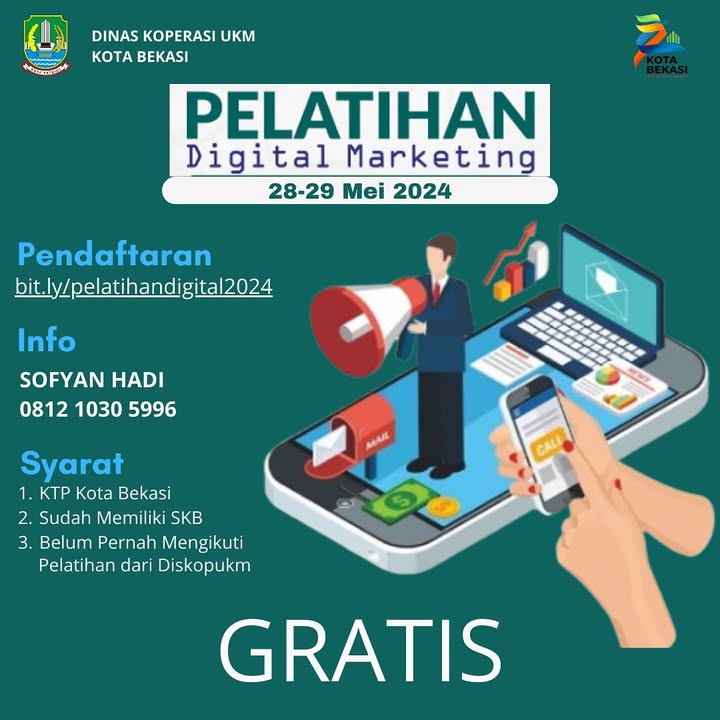 DINAS KOPERASI UKM
KOTA BEKASI
KOTA
BEKASI
PELATIHAN
Digital Marketing
28-29 Mei 2024
Pendaftaran
bit.ly/pelatihandigital2024
Info
SOFYAN HADI
0812 1030 5996
Syarat
1. KTP Kota Bekasi
2. Sudah Memiliki SKB
3. Belum Pernah Mengikuti
Pelatihan dari Diskopukm
NEWS
MAIL
CALL
GRATIS